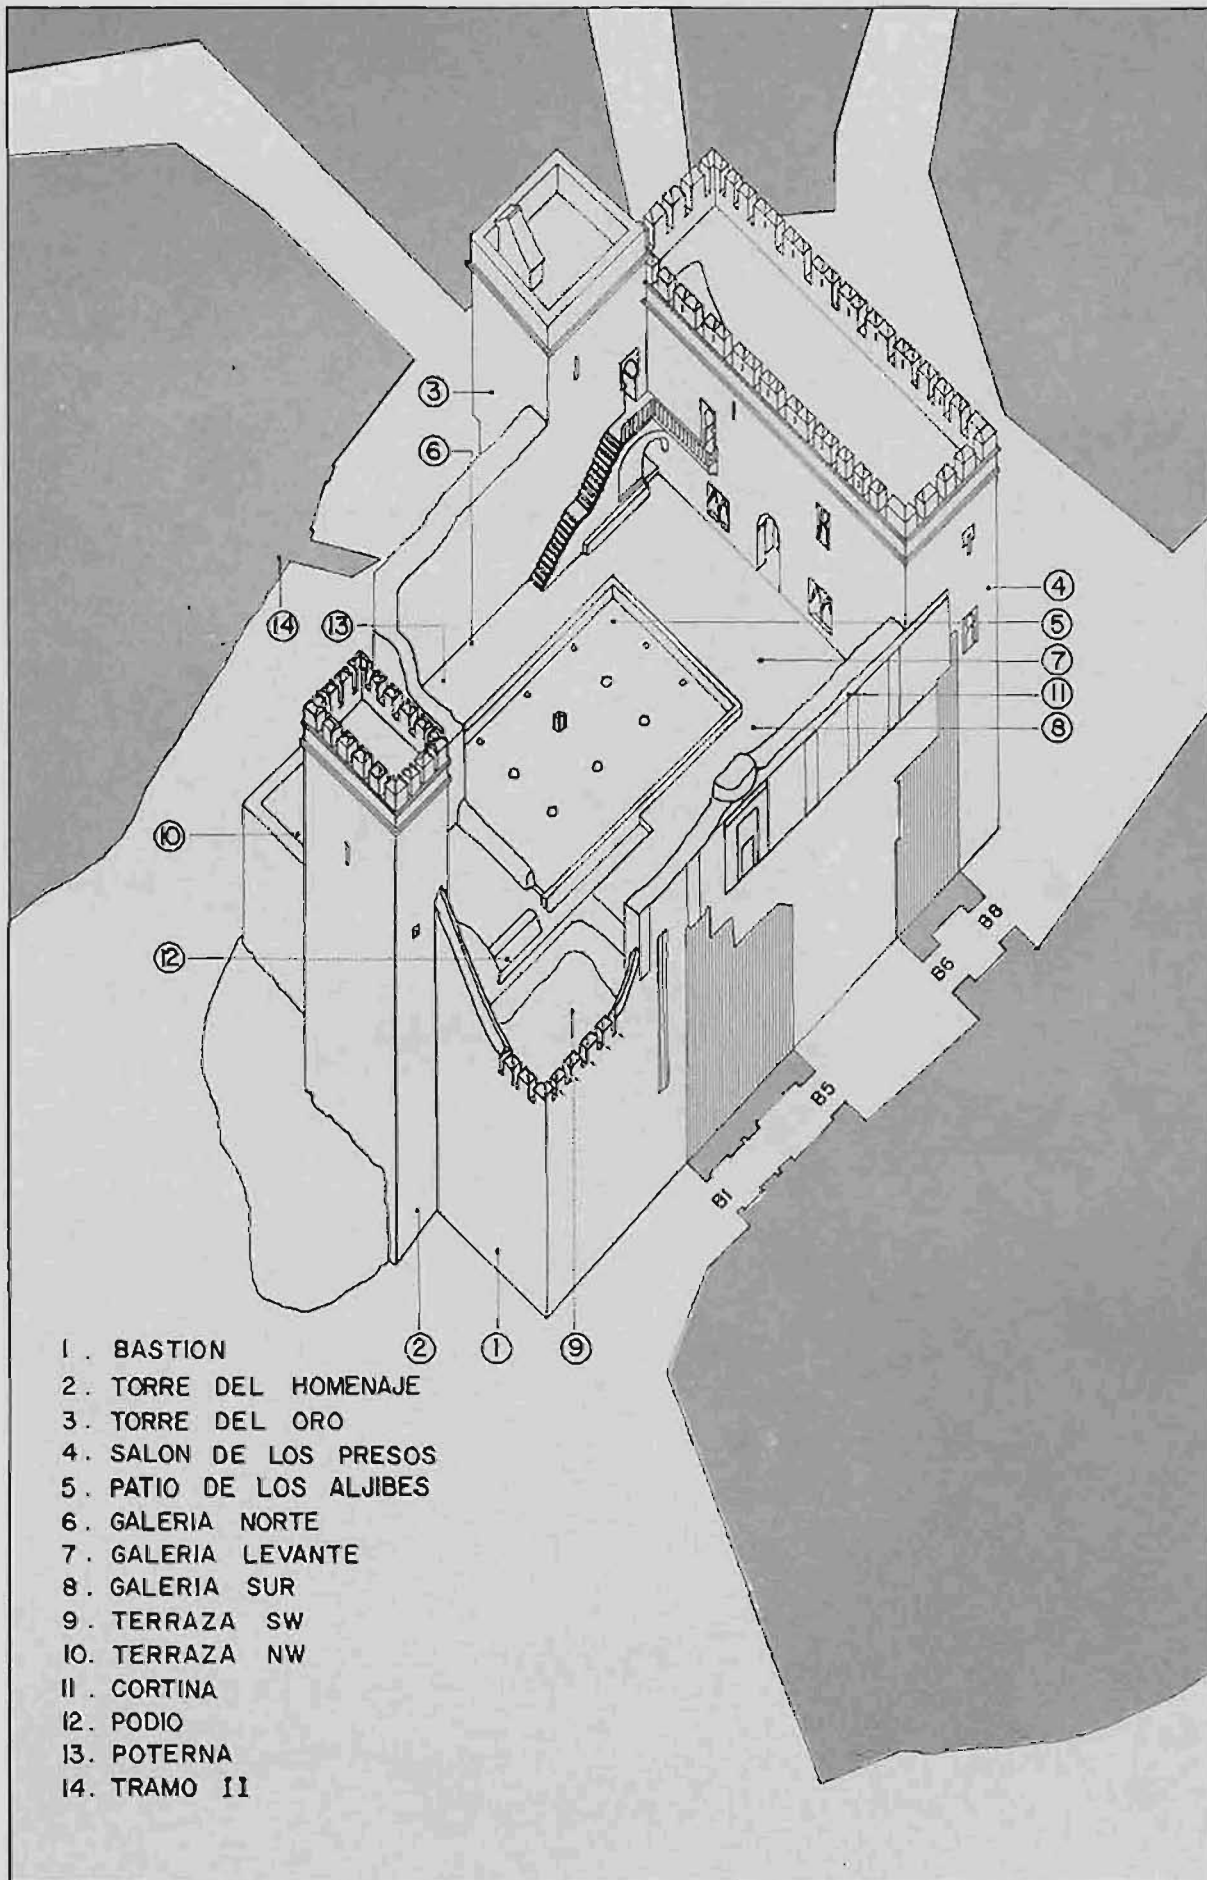 3
6
4
14
13
5
7
11
8
10
12
B8
B6
B5
B1
2
1
9
1 . BASTION
2 . TORRE DEL HOMENAJE
3 . TORRE DEL ORO
4 . SALON DE LOS PRESOS
5 . PATIO DE LOS ALJIBES
6 . GALERIA NORTE
7 . GALERIA LEVANTE
8 . GALERIA SUR
9 . TERRAZA SW
10. TERRAZA NW
11 . CORTINA
12. PODIO
13. POTERNA
14. TRAMO II